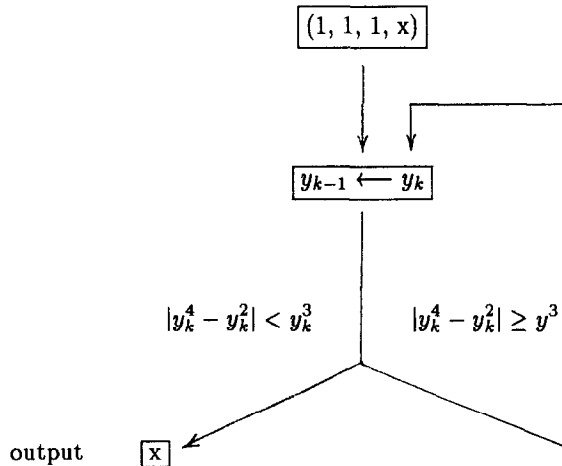 (1, 1, 1, x)
y_{k-1} ⟵ y_k
|y_k^4 − y_k^2| < y_k^3 |y_k^4 − y_k^2| ≥ y^3
output x